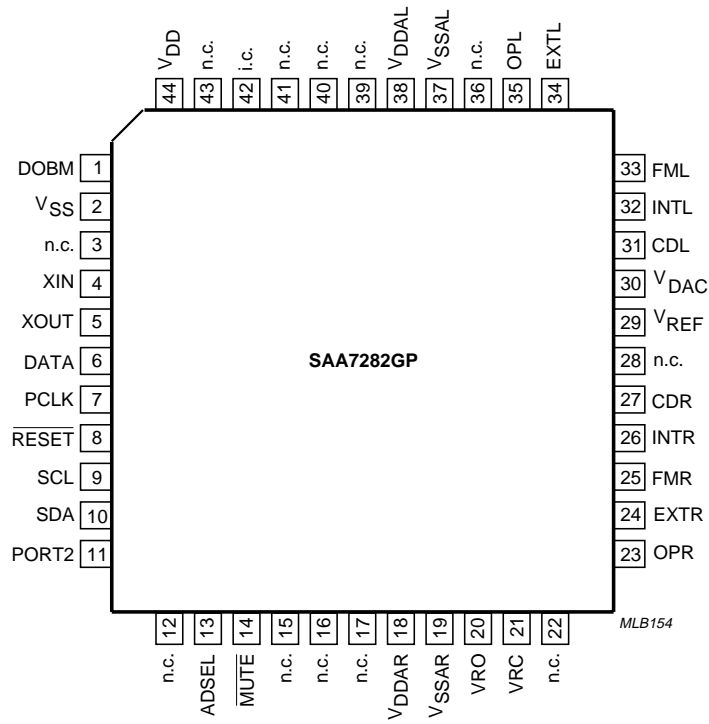 VDD n.c. i.c. n.c. n.c. n.c. VDDAL VSSAL n.c. OPL EXTL
44 43 42 41 40 39 38 37 36 35 34
DOBM 1
VSS 2
n.c. 3
XIN 4
XOUT 5
DATA 6
PCLK 7
RESET 8
SCL 9
SDA 10
PORT2 11
SAA7282GP
33 FML
32 INTL
31 CDL
30 VDAC
29 VREF
28 n.c.
27 CDR
26 INTR
25 FMR
24 EXTR
23 OPR
12 13 14 15 16 17 18 19 20 21 22
n.c. ADSEL MUTE n.c. n.c. n.c. VDDAR VSSAR VRO VRC n.c.
MLB154